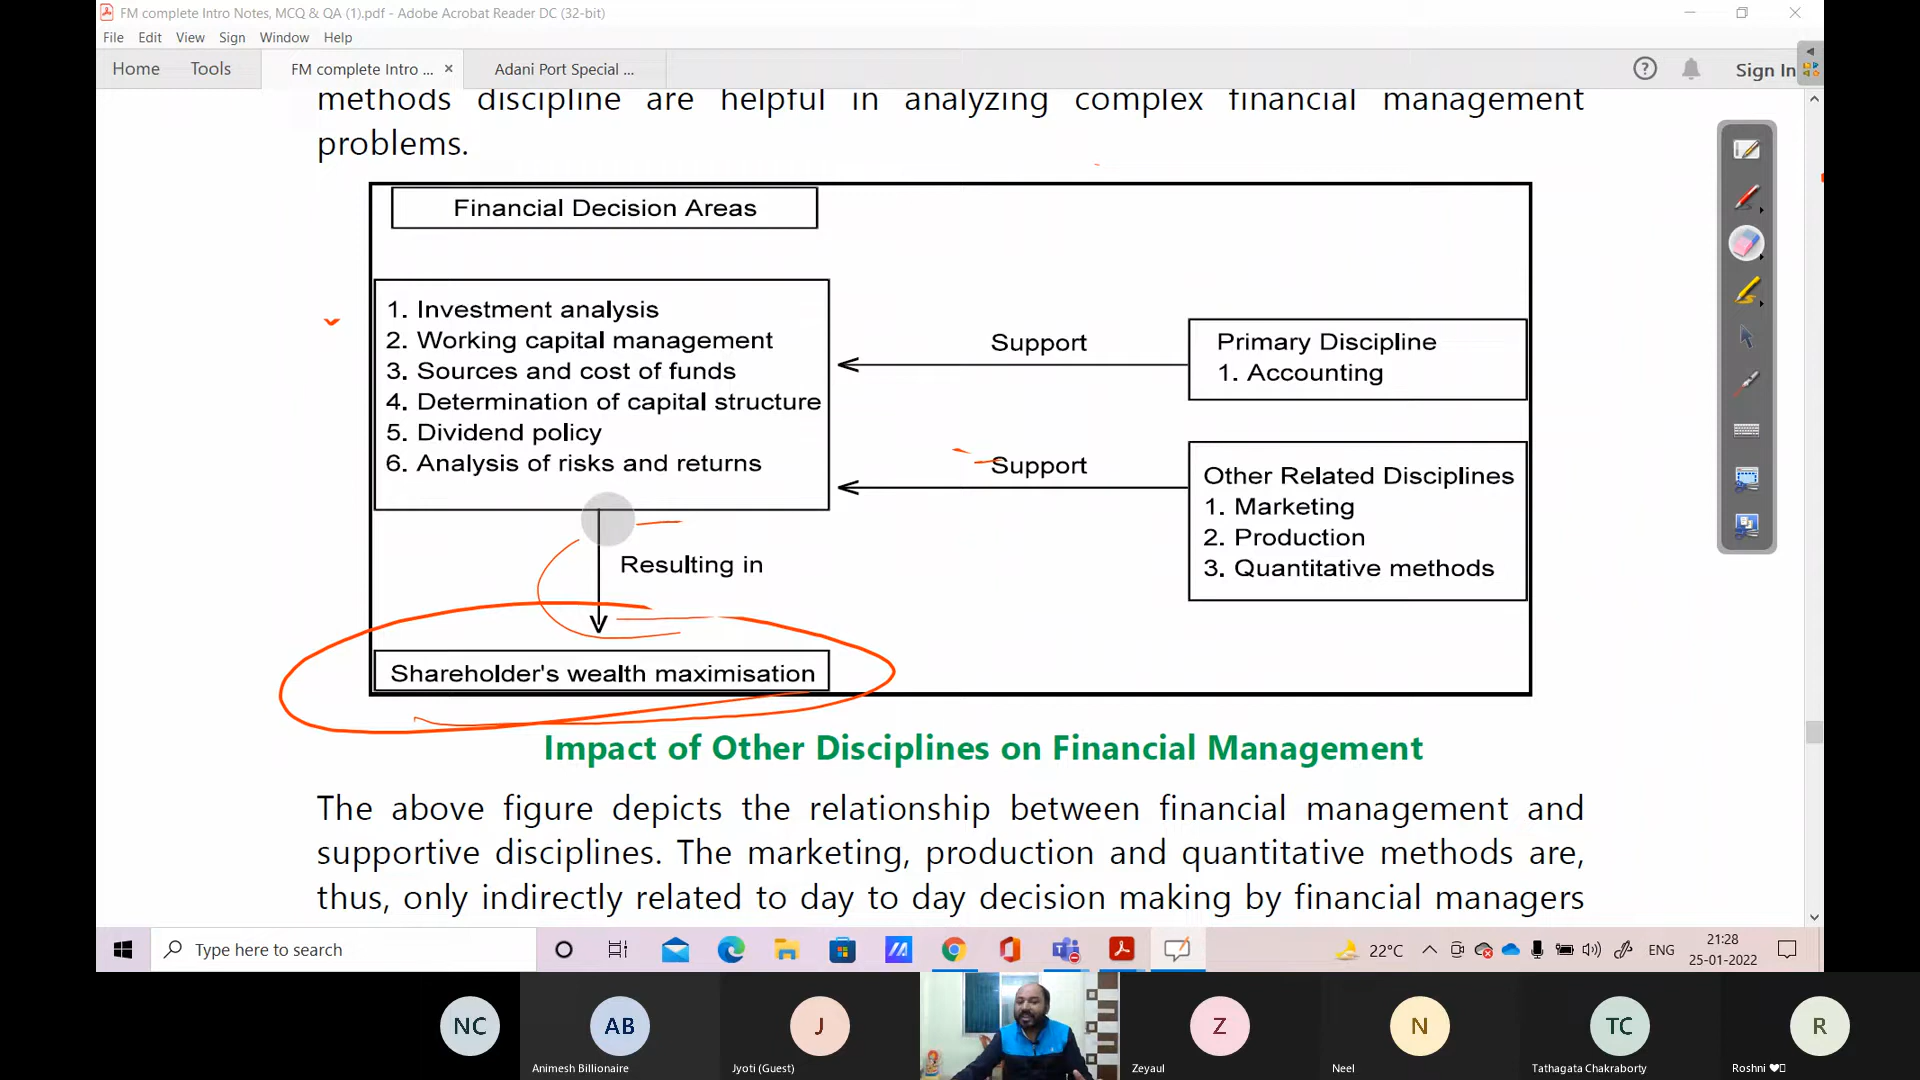 FM complete Intro Notes, MCQ & QA (1).pdf - Adobe Acrobat Reader DC (32-bit)
File Edit View Sign Window Help
Home Tools FM complete Intro ... × Adani Port Special ... Sign In
methods discipline are helpful in analyzing complex financial management
problems.
Financial Decision Areas
1. Investment analysis
2. Working capital management
3. Sources and cost of funds
4. Determination of capital structure
5. Dividend policy
6. Analysis of risks and returns
Support
Primary Discipline
1. Accounting
Support
Other Related Disciplines
1. Marketing
2. Production
3. Quantitative methods
Resulting in
Shareholder's wealth maximisation
Impact of Other Disciplines on Financial Management
The above figure depicts the relationship between financial management and
supportive disciplines. The marketing, production and quantitative methods are,
thus, only indirectly related to day to day decision making by financial managers
Type here to search
22°C
ENG
21:28
25-01-2022
NC
AB
Animesh Billionaire
J
Jyoti (Guest)
Z
Zeyaul
N
Neel
TC
Tathagata Chakraborty
R
Roshni ❤